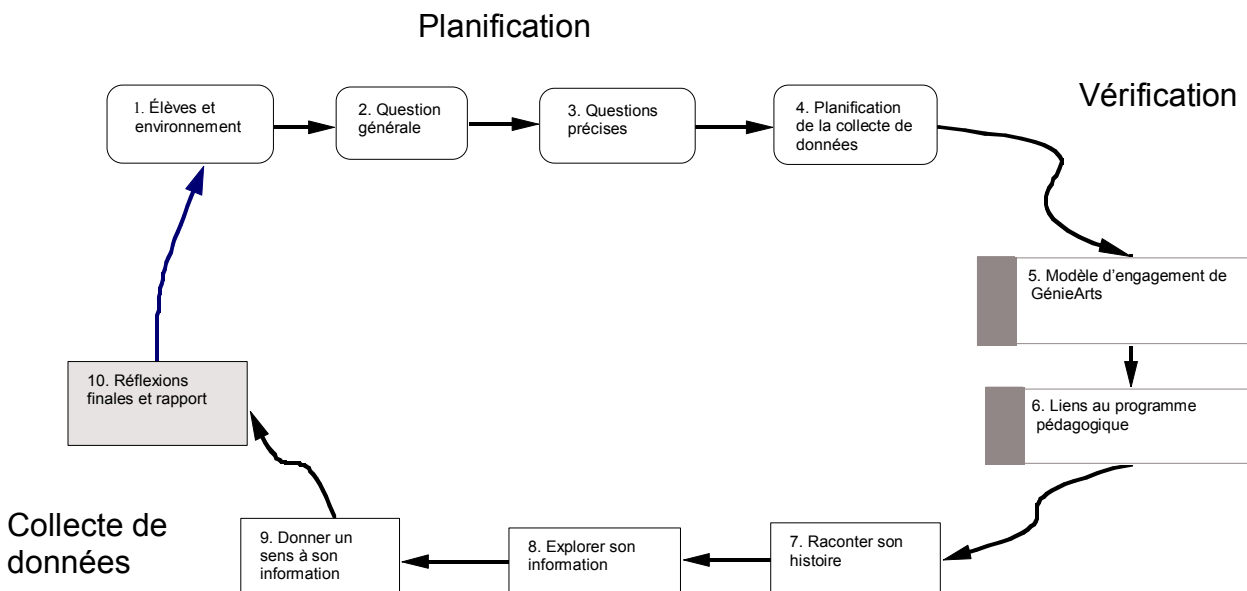 Planification
Vérification
1. Élèves et
environnement
2. Question
générale
3. Questions
précises
4. Planification
de la collecte de
données
5. Modèle d’engagement de
GénieArts
6. Liens au programme
pédagogique
7. Raconter son
histoire
8. Explorer son
information
9. Donner un
sens à son
information
10. Réflexions
finales et rapport
Collecte de
données